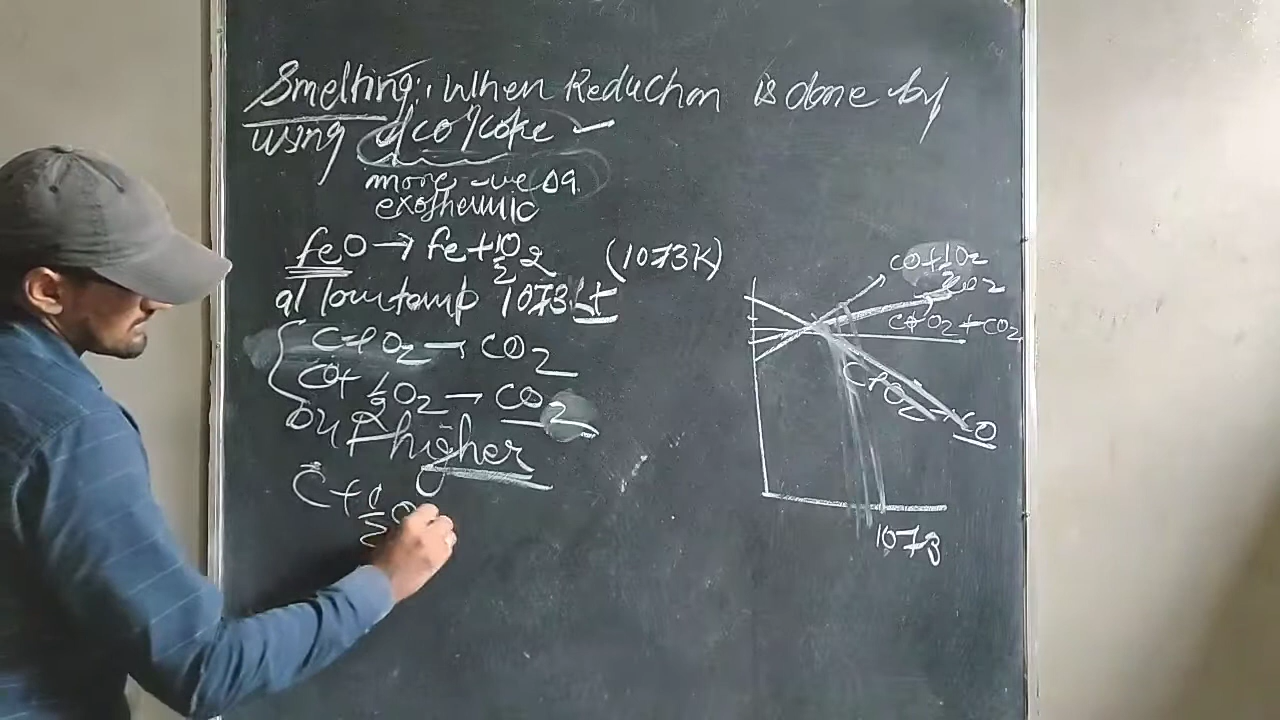 Smelting:. When Reduction is done by
using C/CO/Coke
more -ve ΔG
exothermic
FeO → Fe + 1/2 O2 (1073K)
at low temp 1073 Lt
C + O2 → CO2
CO + 1/2 O2 → CO2
but higher
C + 1/2 O
CO + 1/2 O2
CO2
C + O2 → CO2
C + O2 → CO
1073